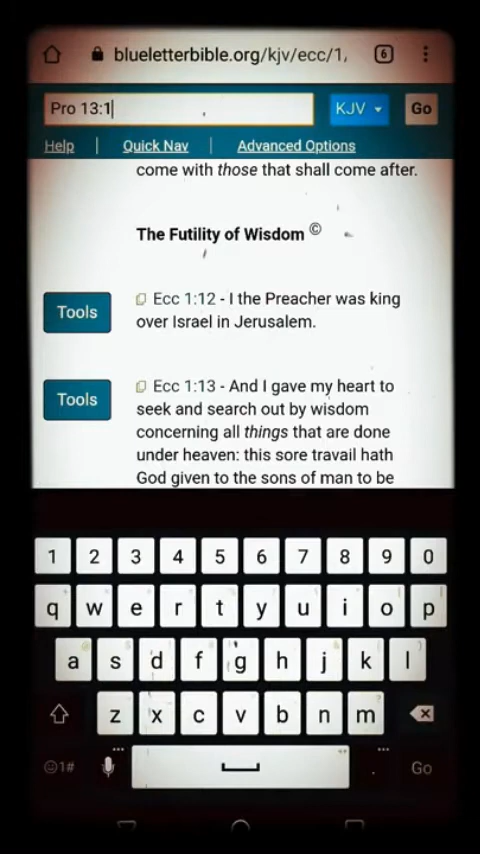 blueletterbible.org/kjv/ecc/1,
6
Pro 13:1
KJV
Go
Help | Quick Nav | Advanced Options
come with those that shall come after.
The Futility of Wisdom ©
Tools
Ecc 1:12 - I the Preacher was king
over Israel in Jerusalem.
Tools
Ecc 1:13 - And I gave my heart to
seek and search out by wisdom
concerning all things that are done
under heaven: this sore travail hath
God given to the sons of man to be
1 2 3 4 5 6 7 8 9 0
q w e r t y u i o p
a s d f g h j k l
z x c v b n m
☺1# . Go